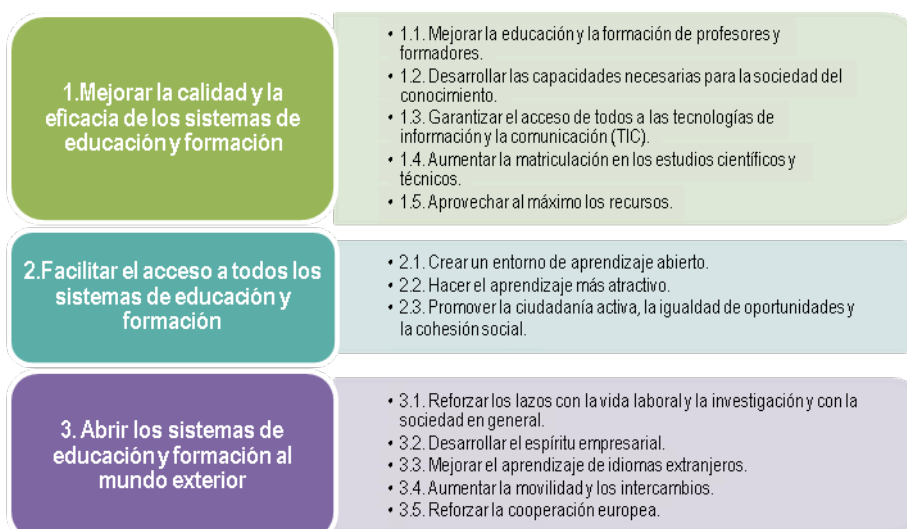 1.Mejorar la calidad y la
eficacia de los sistemas de
educación y formación
• 1.1. Mejorar la educación y la formación de profesores y
formadores.
• 1.2. Desarrollar las capacidades necesarias para la sociedad del
conocimiento.
• 1.3. Garantizar el acceso de todos a las tecnologías de
información y la comunicación (TIC).
• 1.4. Aumentar la matriculación en los estudios científicos y
técnicos.
• 1.5. Aprovechar al máximo los recursos.
2.Facilitar el acceso a todos los
sistemas de educación y
formación
• 2.1. Crear un entorno de aprendizaje abierto.
• 2.2. Hacer el aprendizaje más atractivo.
• 2.3. Promover la ciudadanía activa, la igualdad de oportunidades y
la cohesión social.
3. Abrir los sistemas de
educación y formación al
mundo exterior
• 3.1. Reforzar los lazos con la vida laboral y la investigación y con la
sociedad en general.
• 3.2. Desarrollar el espíritu empresarial.
• 3.3. Mejorar el aprendizaje de idiomas extranjeros.
• 3.4. Aumentar la movilidad y los intercambios.
• 3.5. Reforzar la cooperación europea.